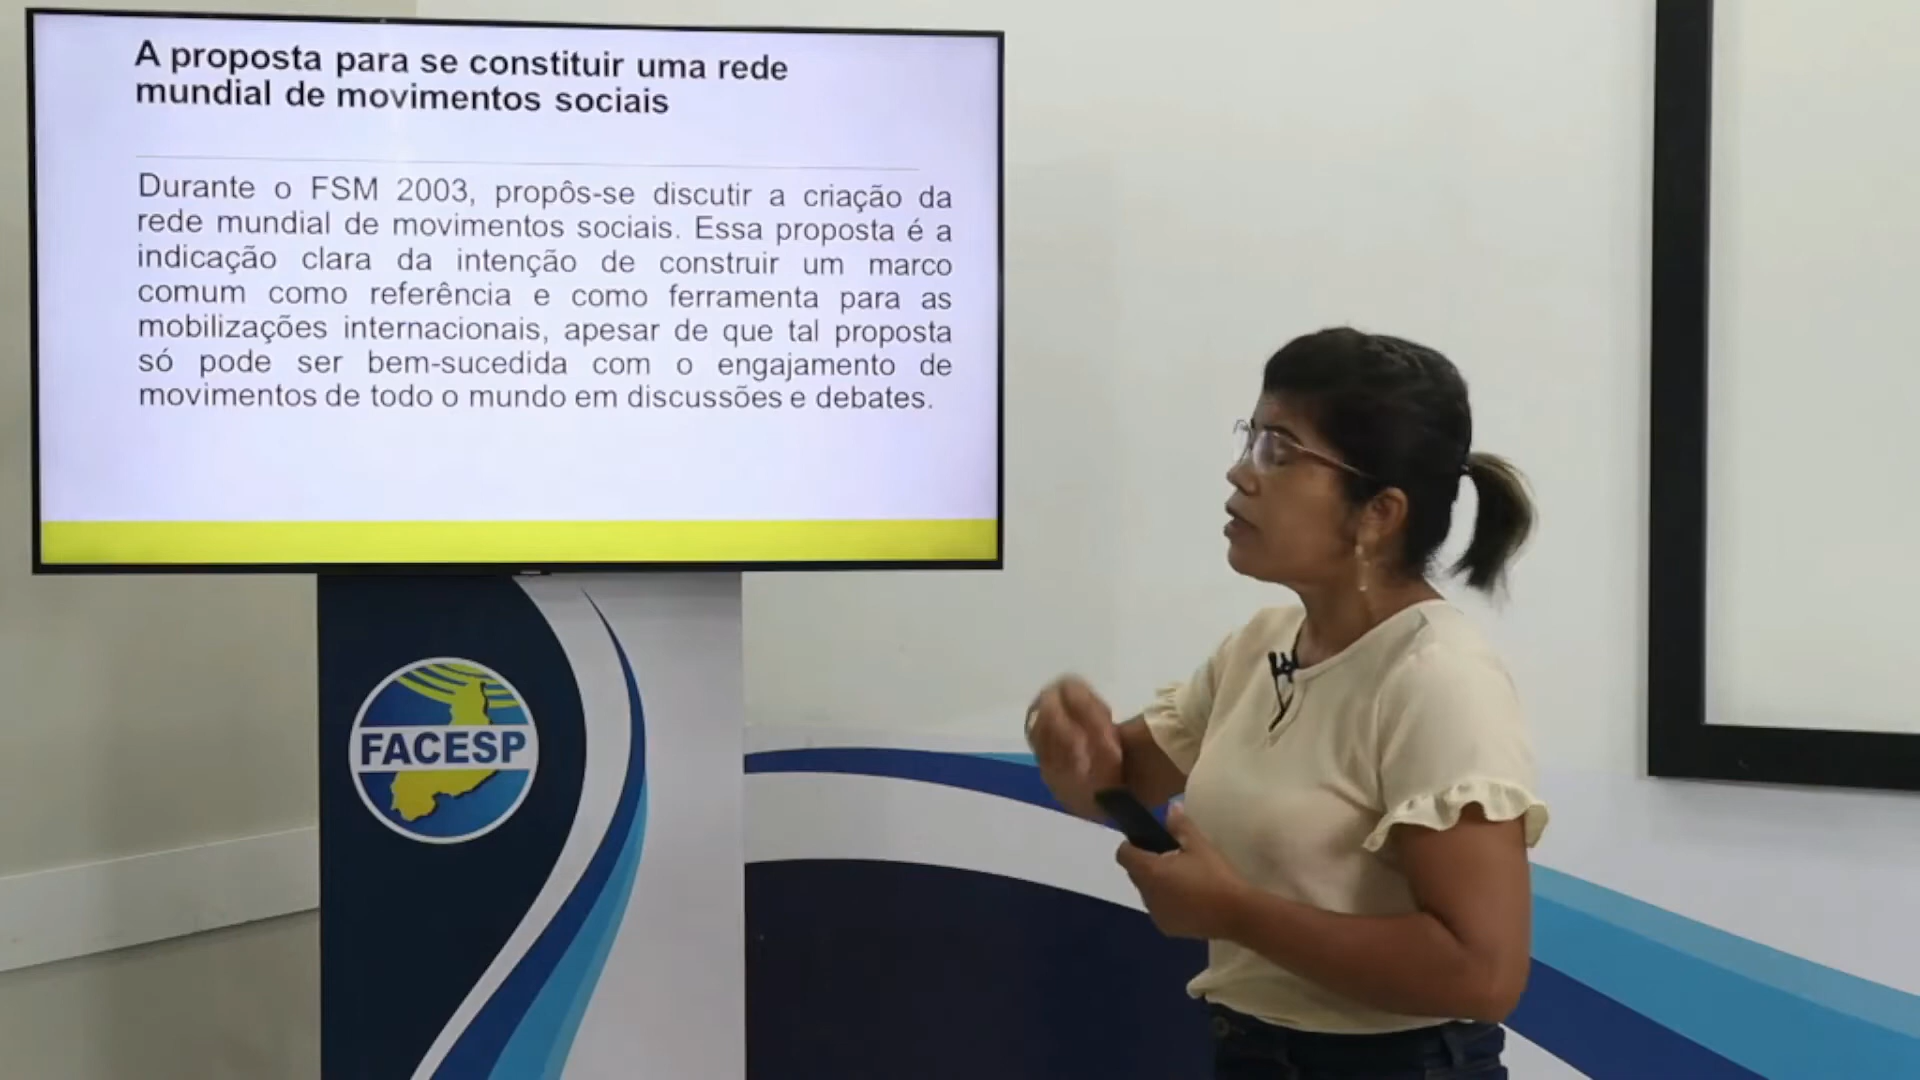 A proposta para se constituir uma rede
mundial de movimentos sociais
Durante o FSM 2003, propôs-se discutir a criação da
rede mundial de movimentos sociais. Essa proposta é a
indicação clara da intenção de construir um marco
comum como referência e como ferramenta para as
mobilizações internacionais, apesar de que tal proposta
só pode ser bem-sucedida com o engajamento de
movimentos de todo o mundo em discussões e debates.
FACESP